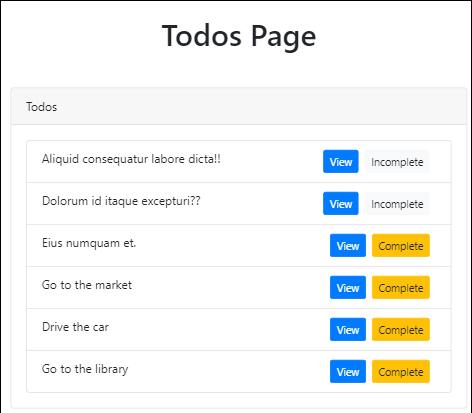 Todos Page
Todos
Aliquid consequatur labore dicta!! View Incomplete
Dolorum id itaque excepturi?? View Incomplete
Eius numquam et. View Complete
Go to the market View Complete
Drive the car View Complete
Go to the library View Complete